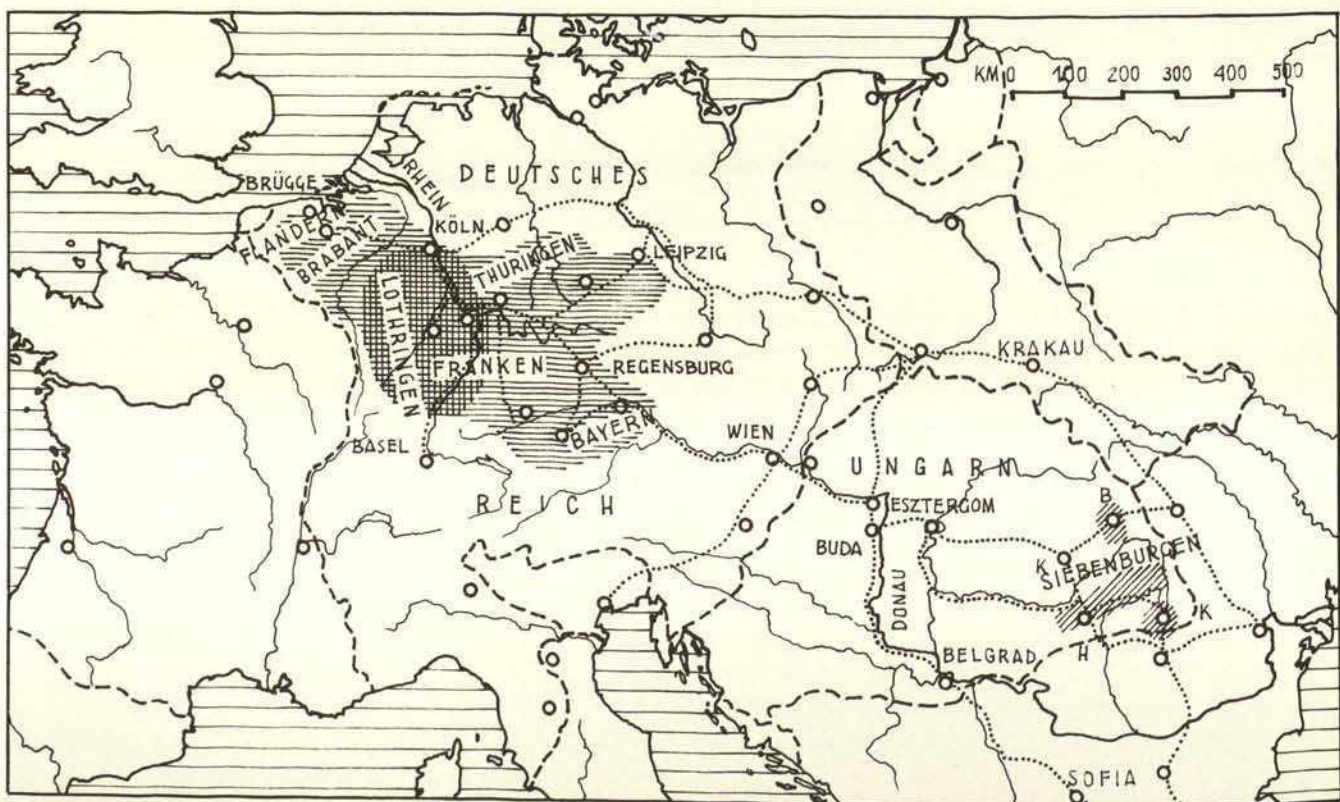 KM 0 100 200 300 400 500
DEUTSCHES
RHEIN
BRÜGGE
FLANDERN
BRABANT
KÖLN
THÜRINGEN
LEIPZIG
LOTHRINGEN
FRANKEN
REGENSBURG
KRAKAU
BAYERN
BASEL
WIEN
UNGARN
REICH
ESZTERGOM
B
BUDA
K
SIEBENBÜRGEN
DONAU
K
H
BELGRAD
SOFIA